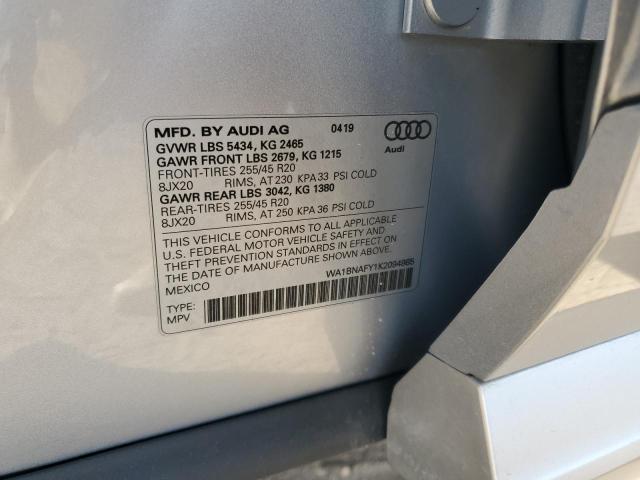 MFD. BY AUDI AG 0419
GVWR LBS 5434, KG 2465
GAWR FRONT LBS 2679, KG 1215
FRONT-TIRES 255/45 R20
8JX20 RIMS, AT 230 KPA 33 PSI COLD
GAWR REAR LBS 3042, KG 1380
REAR-TIRES 255/45 R20
8JX20 RIMS, AT 250 KPA 36 PSI COLD
Audi
THIS VEHICLE CONFORMS TO ALL APPLICABLE
U.S. FEDERAL MOTOR VEHICLE SAFETY AND
THEFT PREVENTION STANDARDS IN EFFECT ON
THE DATE OF MANUFACTURE SHOWN ABOVE.
MEXICO WA1BNAFY1K2094985
TYPE:
MPV